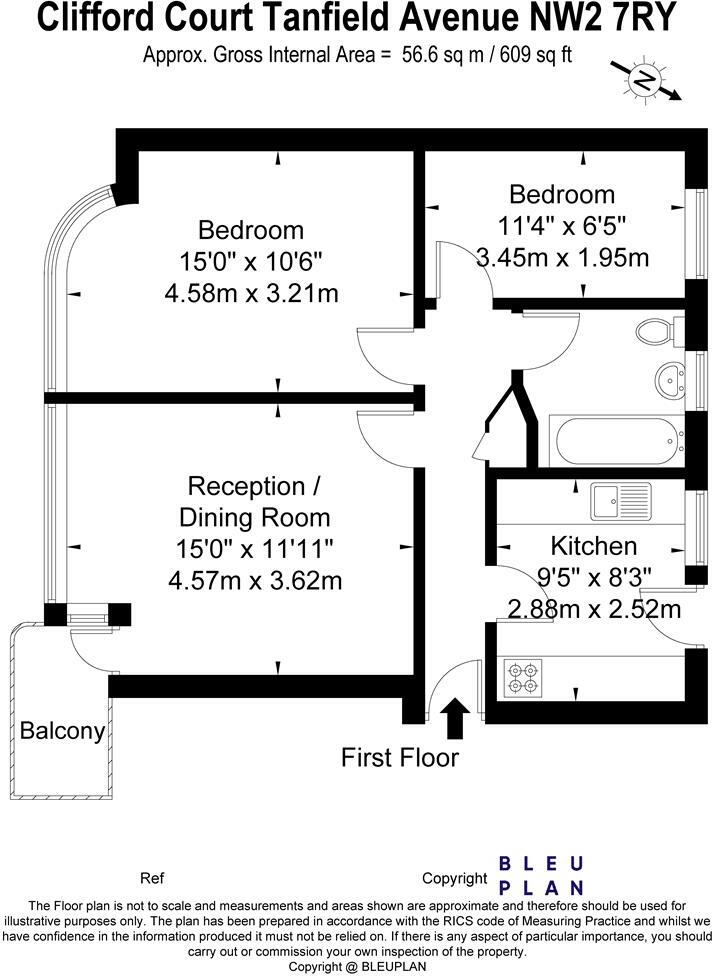 Clifford Court Tanfield Avenue NW2 7RY
Approx. Gross Internal Area = 56.6 sq m / 609 sq ft
N
Bedroom
15'0" x 10'6"
4.58m x 3.21m
Bedroom
11'4" x 6'5"
3.45m x 1.95m
Reception /
Dining Room
15'0" x 11'11"
4.57m x 3.62m
Kitchen
9'5" x 8'3"
2.88m x 2.52m
Balcony
First Floor
Ref
Copyright
BLEU
PLAN
The Floor plan is not to scale and measurements and areas shown are approximate and therefore should be used for
illustrative purposes only. The plan has been prepared in accordance with the RICS code of Measuring Practice and whilst we
have confidence in the information produced it must not be relied on. If there is any aspect of particular importance, you should
carry out or commission your own inspection of the property.
Copyright @ BLEUPLAN